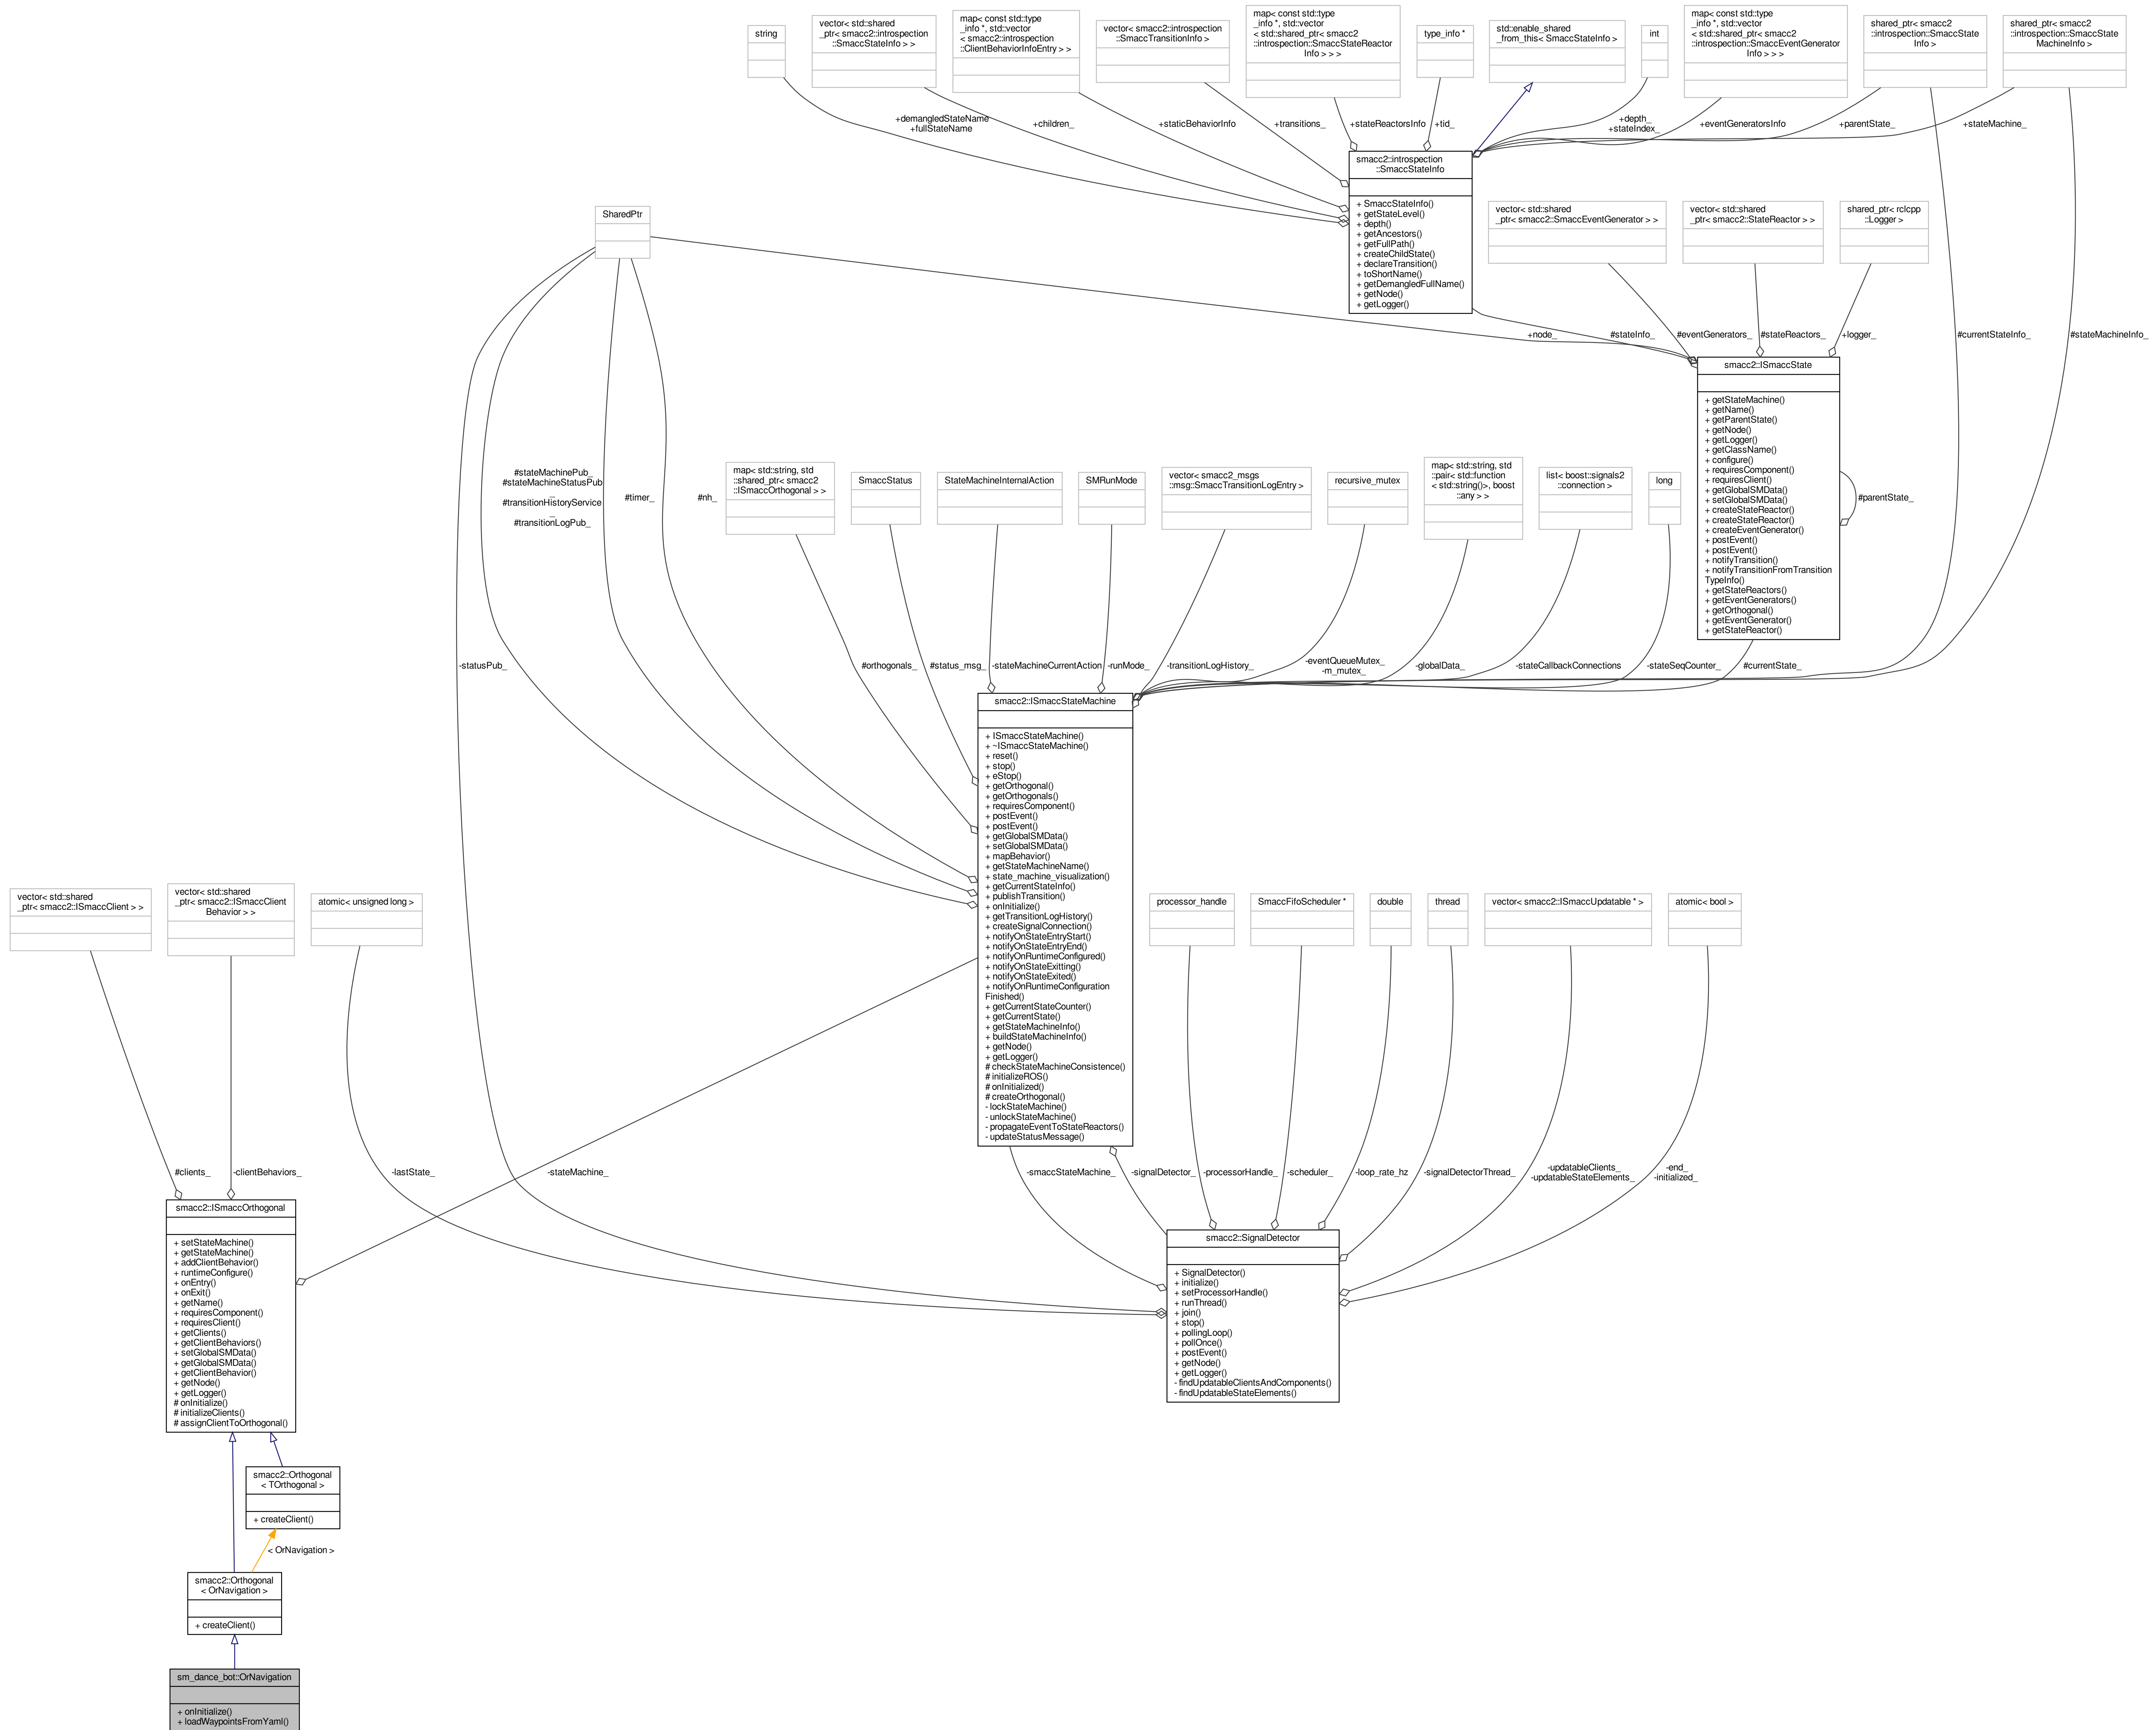 string
vector< std::shared
_ptr< smacc2::introspection
::SmaccStateInfo > >
map< const std::type
_info *, std::vector
< smacc2::introspection
::ClientBehaviorInfoEntry > >
vector< smacc2::introspection
::SmaccTransitionInfo >
map< const std::type
_info *, std::vector
< std::shared_ptr< smacc2
::introspection::SmaccStateReactor
Info > > >
type_info *
std::enable_shared
_from_this< SmaccStateInfo >
int
map< const std::type
_info *, std::vector
< std::shared_ptr< smacc2
::introspection::SmaccEventGenerator
Info > > >
shared_ptr< smacc2
::introspection::SmaccState
Info >
shared_ptr< smacc2
::introspection::SmaccState
MachineInfo >
+demangledStateName
+fullStateName
+children_
+staticBehaviorInfo
+transitions_
+stateReactorsInfo
+tid_
+depth_
+stateIndex_
+eventGeneratorsInfo
+parentState_
+stateMachine_
smacc2::introspection
::SmaccStateInfo
+ SmaccStateInfo()
+ getStateLevel()
+ depth()
+ getAncestors()
+ getFullPath()
+ createChildState()
+ declareTransition()
+ toShortName()
+ getDemangledFullName()
+ getNode()
+ getLogger()
SharedPtr
vector< std::shared
_ptr< smacc2::SmaccEventGenerator > >
vector< std::shared
_ptr< smacc2::StateReactor > >
shared_ptr< rclcpp
::Logger >
+node_
#stateInfo_
#eventGenerators_
#stateReactors_
+logger_
#currentStateInfo_
#stateMachineInfo_
smacc2::ISmaccState
+ getStateMachine()
+ getName()
+ getParentState()
+ getNode()
+ getLogger()
+ getClassName()
+ configure()
+ requiresComponent()
+ requiresClient()
+ getGlobalSMData()
+ setGlobalSMData()
+ createStateReactor()
+ createStateReactor()
+ createEventGenerator()
+ postEvent()
+ postEvent()
+ notifyTransition()
+ notifyTransitionFromTransition
TypeInfo()
+ getStateReactors()
+ getEventGenerators()
+ getOrthogonal()
+ getEventGenerator()
+ getStateReactor()
#parentState_
#stateMachinePub_
#stateMachineStatusPub
_
#transitionHistoryService
_
#transitionLogPub_
#timer_
#nh_
map< std::string, std
::shared_ptr< smacc2
::ISmaccOrthogonal > >
SmaccStatus
StateMachineInternalAction
SMRunMode
vector< smacc2_msgs
::msg::SmaccTransitionLogEntry >
recursive_mutex
map< std::string, std
::pair< std::function
< std::string()>, boost
::any > >
list< boost::signals2
::connection >
long
-statusPub_
#orthogonals_
#status_msg_
-stateMachineCurrentAction
-runMode_
-transitionLogHistory_
-eventQueueMutex_
-m_mutex_
-globalData_
-stateCallbackConnections
-stateSeqCounter_
#currentState_
smacc2::ISmaccStateMachine
+ ISmaccStateMachine()
+ ~ISmaccStateMachine()
+ reset()
+ stop()
+ eStop()
+ getOrthogonal()
+ getOrthogonals()
+ requiresComponent()
+ postEvent()
+ postEvent()
+ getGlobalSMData()
+ setGlobalSMData()
+ mapBehavior()
+ getStateMachineName()
+ state_machine_visualization()
+ getCurrentStateInfo()
+ publishTransition()
+ onInitialize()
+ getTransitionLogHistory()
+ createSignalConnection()
+ notifyOnStateEntryStart()
+ notifyOnStateEntryEnd()
+ notifyOnRuntimeConfigured()
+ notifyOnStateExitting()
+ notifyOnStateExited()
+ notifyOnRuntimeConfiguration
Finished()
+ getCurrentStateCounter()
+ getCurrentState()
+ getStateMachineInfo()
+ buildStateMachineInfo()
+ getNode()
+ getLogger()
# checkStateMachineConsistence()
# initializeROS()
# onInitialized()
# createOrthogonal()
- lockStateMachine()
- unlockStateMachine()
- propagateEventToStateReactors()
- updateStatusMessage()
vector< std::shared
_ptr< smacc2::ISmaccClient > >
vector< std::shared
_ptr< smacc2::ISmaccClient
Behavior > >
atomic< unsigned long >
processor_handle
SmaccFifoScheduler *
double
thread
vector< smacc2::ISmaccUpdatable * >
atomic< bool >
#clients_
-clientBehaviors_
-lastState_
-stateMachine_
-smaccStateMachine_
-signalDetector_
-processorHandle_
-scheduler_
-loop_rate_hz
-signalDetectorThread_
-updatableClients_
-updatableStateElements_
-end_
-initialized_
smacc2::ISmaccOrthogonal
+ setStateMachine()
+ getStateMachine()
+ addClientBehavior()
+ runtimeConfigure()
+ onEntry()
+ onExit()
+ getName()
+ requiresComponent()
+ requiresClient()
+ getClients()
+ getClientBehaviors()
+ setGlobalSMData()
+ getGlobalSMData()
+ getClientBehavior()
+ getNode()
+ getLogger()
# onInitialize()
# initializeClients()
# assignClientToOrthogonal()
smacc2::SignalDetector
+ SignalDetector()
+ initialize()
+ setProcessorHandle()
+ runThread()
+ join()
+ stop()
+ pollingLoop()
+ pollOnce()
+ postEvent()
+ getNode()
+ getLogger()
- findUpdatableClientsAndComponents()
- findUpdatableStateElements()
smacc2::Orthogonal
< TOrthogonal >
+ createClient()
< OrNavigation >
smacc2::Orthogonal
< OrNavigation >
+ createClient()
sm_dance_bot::OrNavigation
+ onInitialize()
+ loadWaypointsFromYaml()